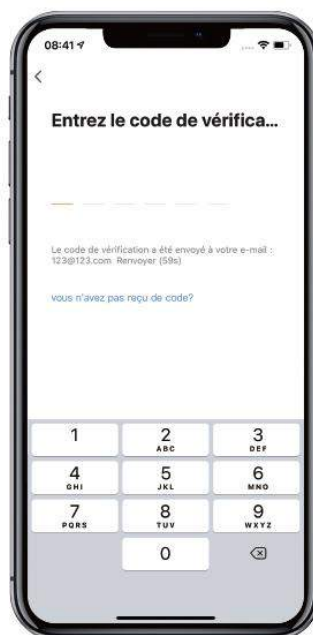 08:41
Entrez le code de vérifica...
Le code de vérification a été envoyé à votre e-mail :
123@123.com Renvoyer (59s)
vous n'avez pas reçu de code?
1 2 3
ABC DEF
4 5 6
GHI JKL MNO
7 8 9
PQRS TUV WXYZ
0